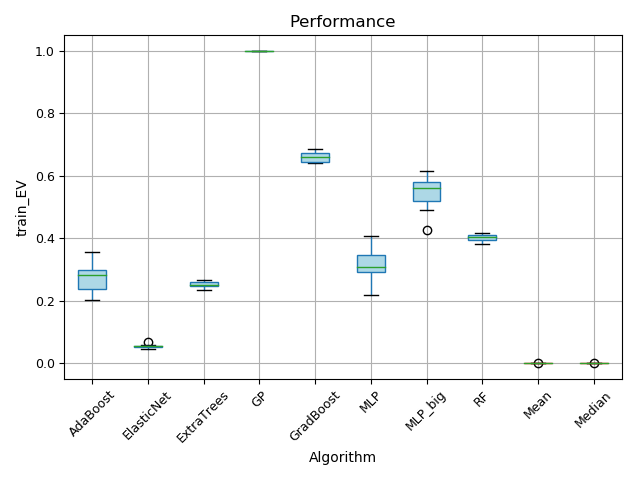 Performance
train_EV
1.0
0.8
0.6
0.4
0.2
0.0
AdaBoost
ElasticNet
ExtraTrees
GP
GradBoost
MLP
MLP_big
RF
Mean
Median
Algorithm